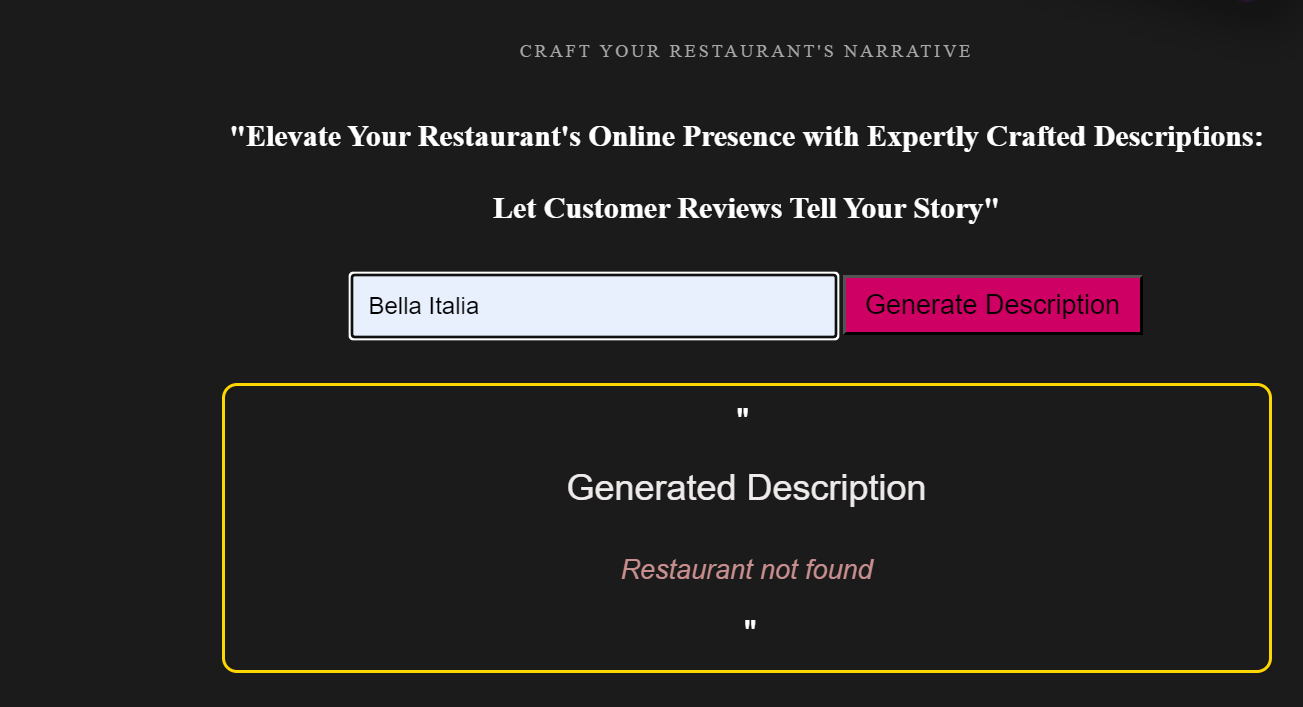 CRAFT YOUR RESTAURANT'S NARRATIVE
"Elevate Your Restaurant's Online Presence with Expertly Crafted Descriptions:
Let Customer Reviews Tell Your Story"
Bella Italia
Generate Description
"
Generated Description
Restaurant not found
"